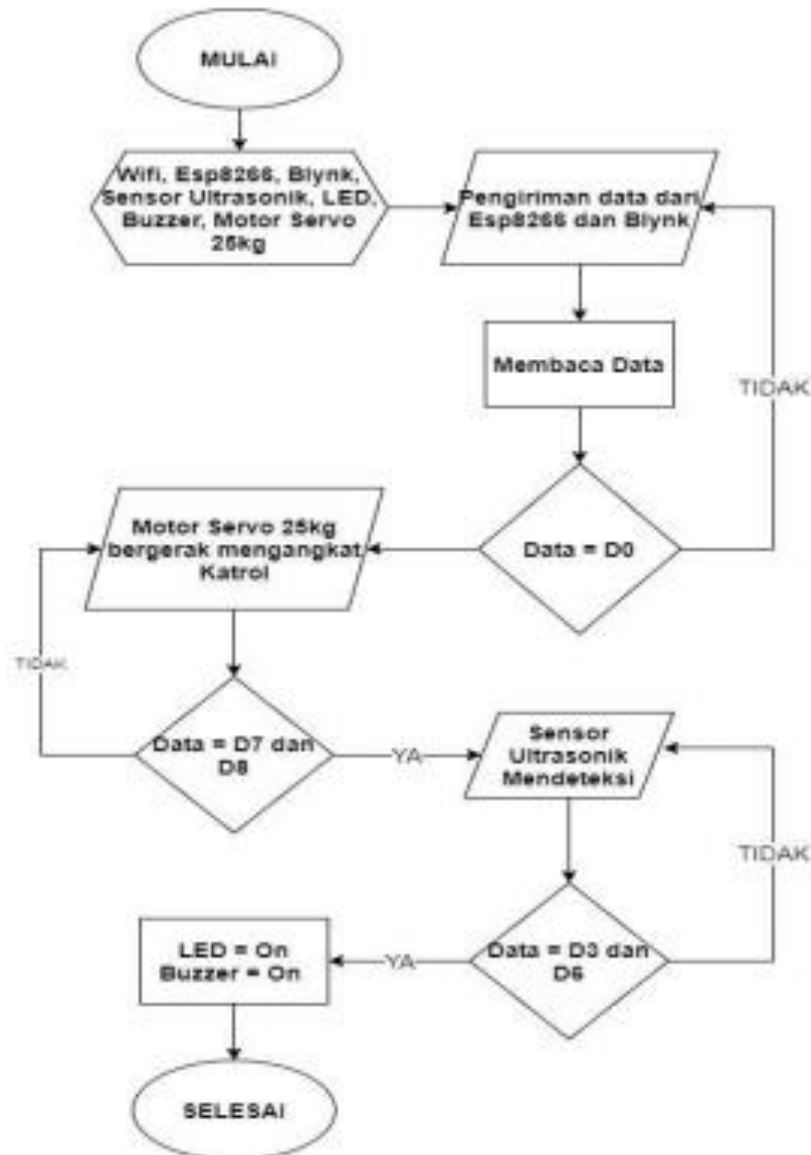 MULAI
Wifi, Esp8266, Blynk,
Sensor Ultrasonik, LED,
Buzzer, Motor Servo
25kg
Pengiriman data dari
Esp8266 dan Blynk
Membaca Data
TIDAK
Data = D0
Motor Servo 25kg
bergerak mengangkat
Katrol
TIDAK
Data = D7 dan
D8
YA
Sensor
Ultrasonik
Mendeteksi
TIDAK
Data = D3 dan
D6
YA
LED = On
Buzzer = On
SELESAI